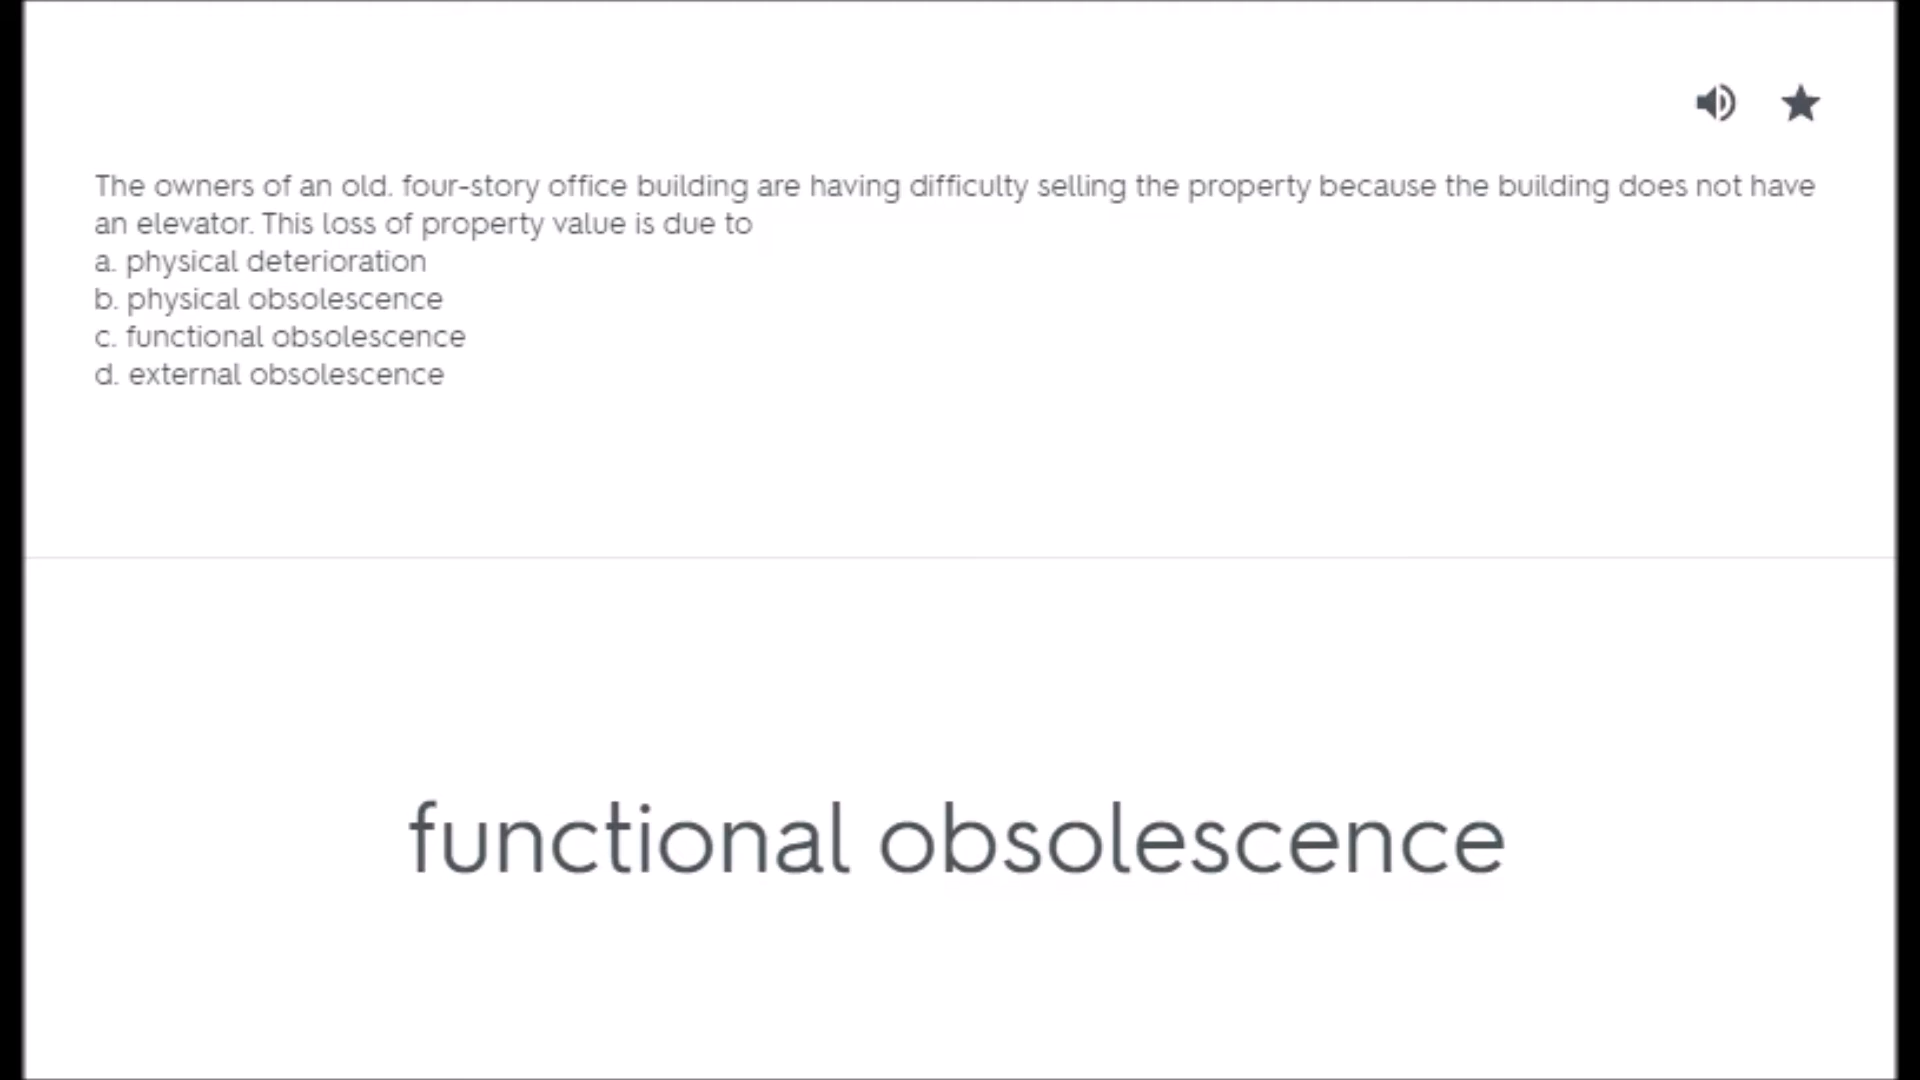 The owners of an old. four-story office building are having difficulty selling the property because the building does not have
an elevator. This loss of property value is due to
a. physical deterioration
b. physical obsolescence
c. functional obsolescence
d. external obsolescence
functional obsolescence